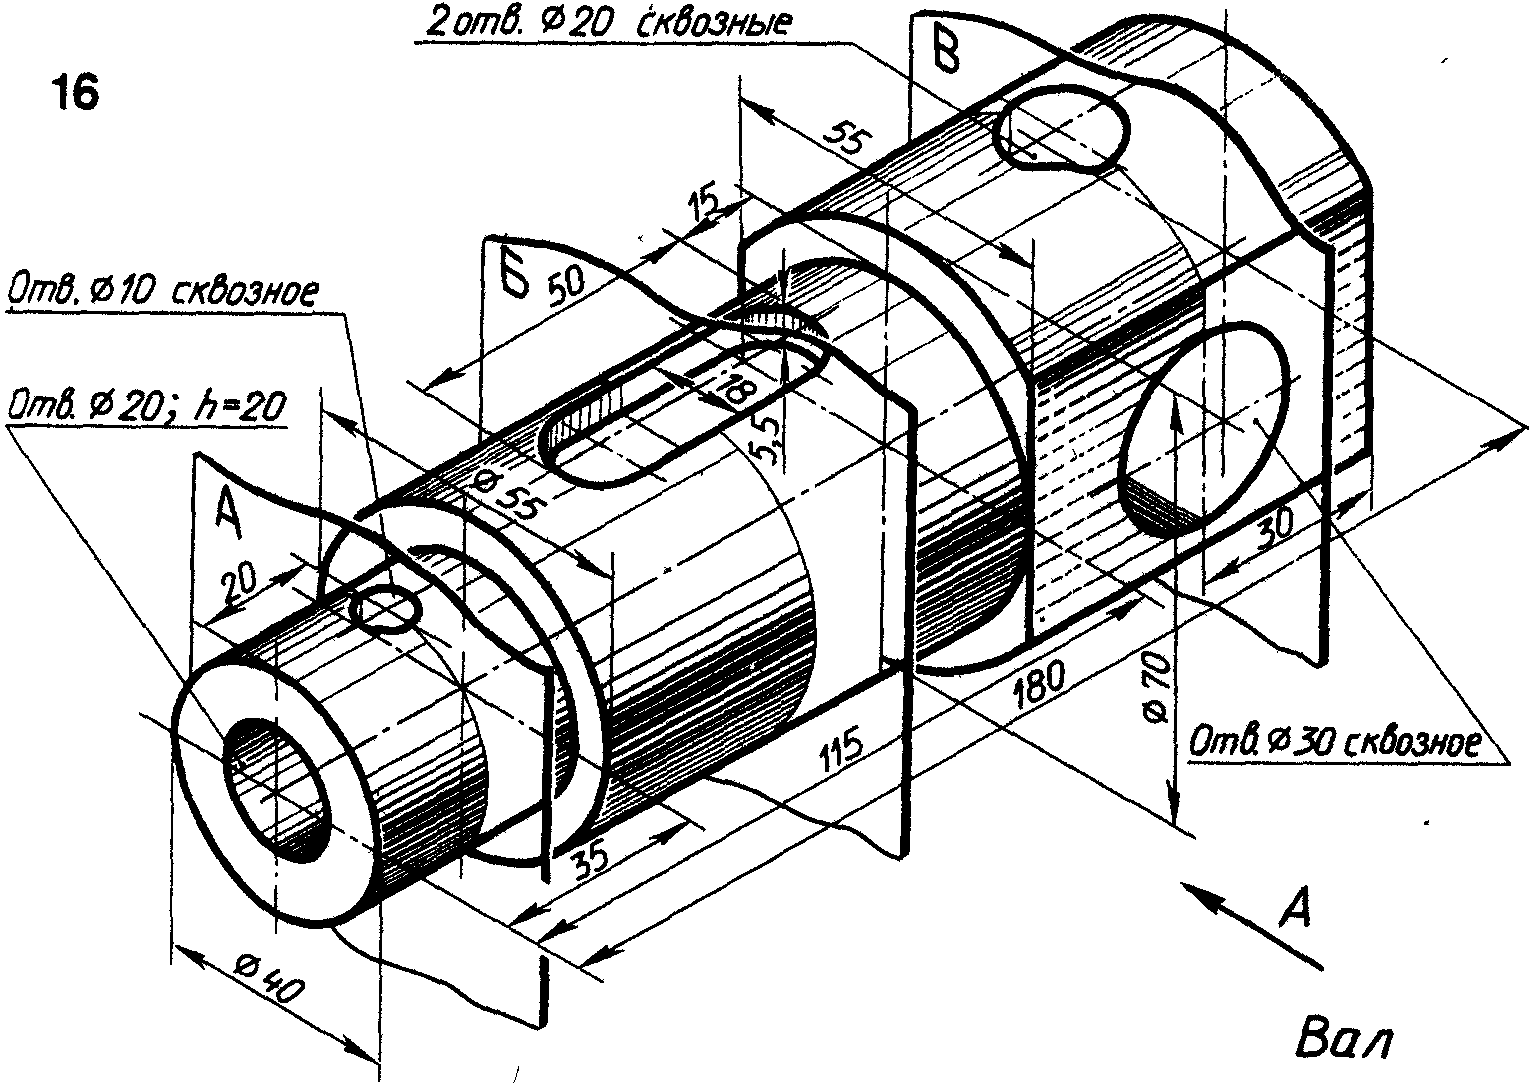 2 отв. ⌀20 сквозные
16
В
55
15
Б
50
Отв. ⌀10 сквозное
18
5,5
Отв. ⌀20; h=20
⌀55
А
20
30
180
⌀70
115
Отв. ⌀30 сквозное
35
А
⌀40
Вал